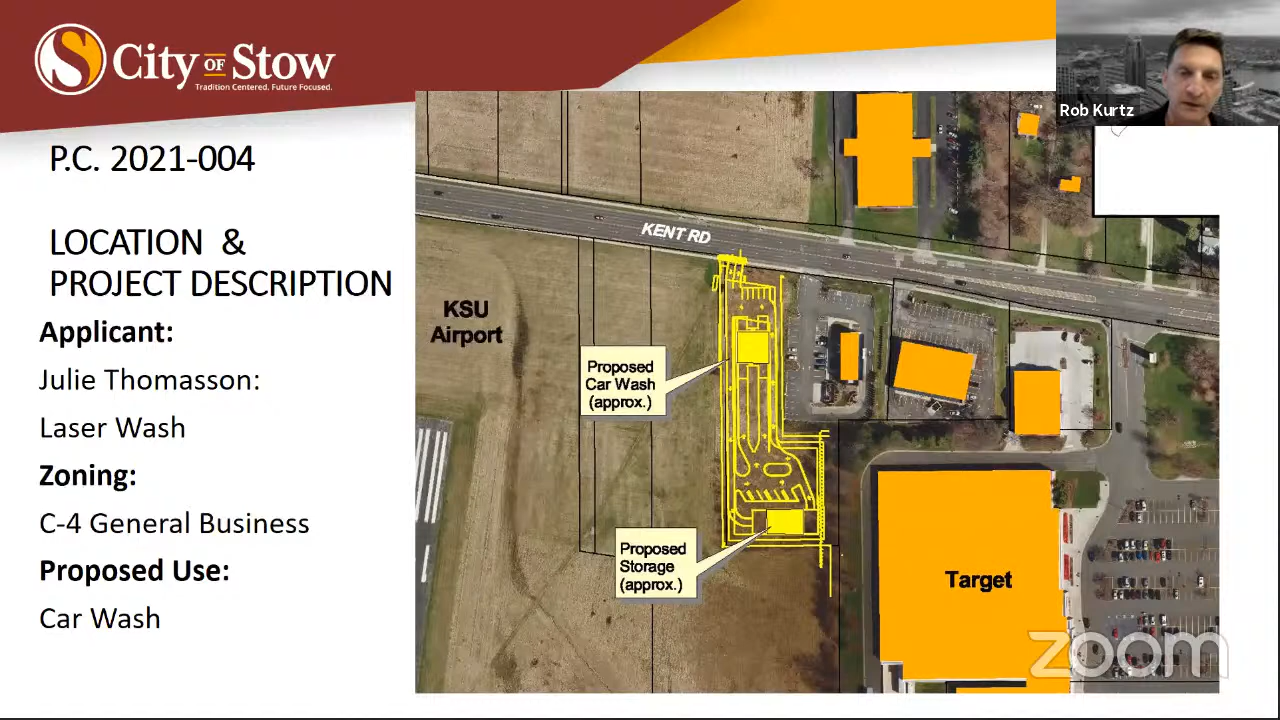 City OF Stow
Tradition Centered. Future Focused.
Rob Kurtz
P.C. 2021-004
LOCATION &
PROJECT DESCRIPTION
Applicant:
Julie Thomasson:
Laser Wash
Zoning:
C-4 General Business
Proposed Use:
Car Wash
KENT RD
KSU
Airport
Proposed
Car Wash
(approx.)
Proposed
Storage
(approx.)
Target
zoom